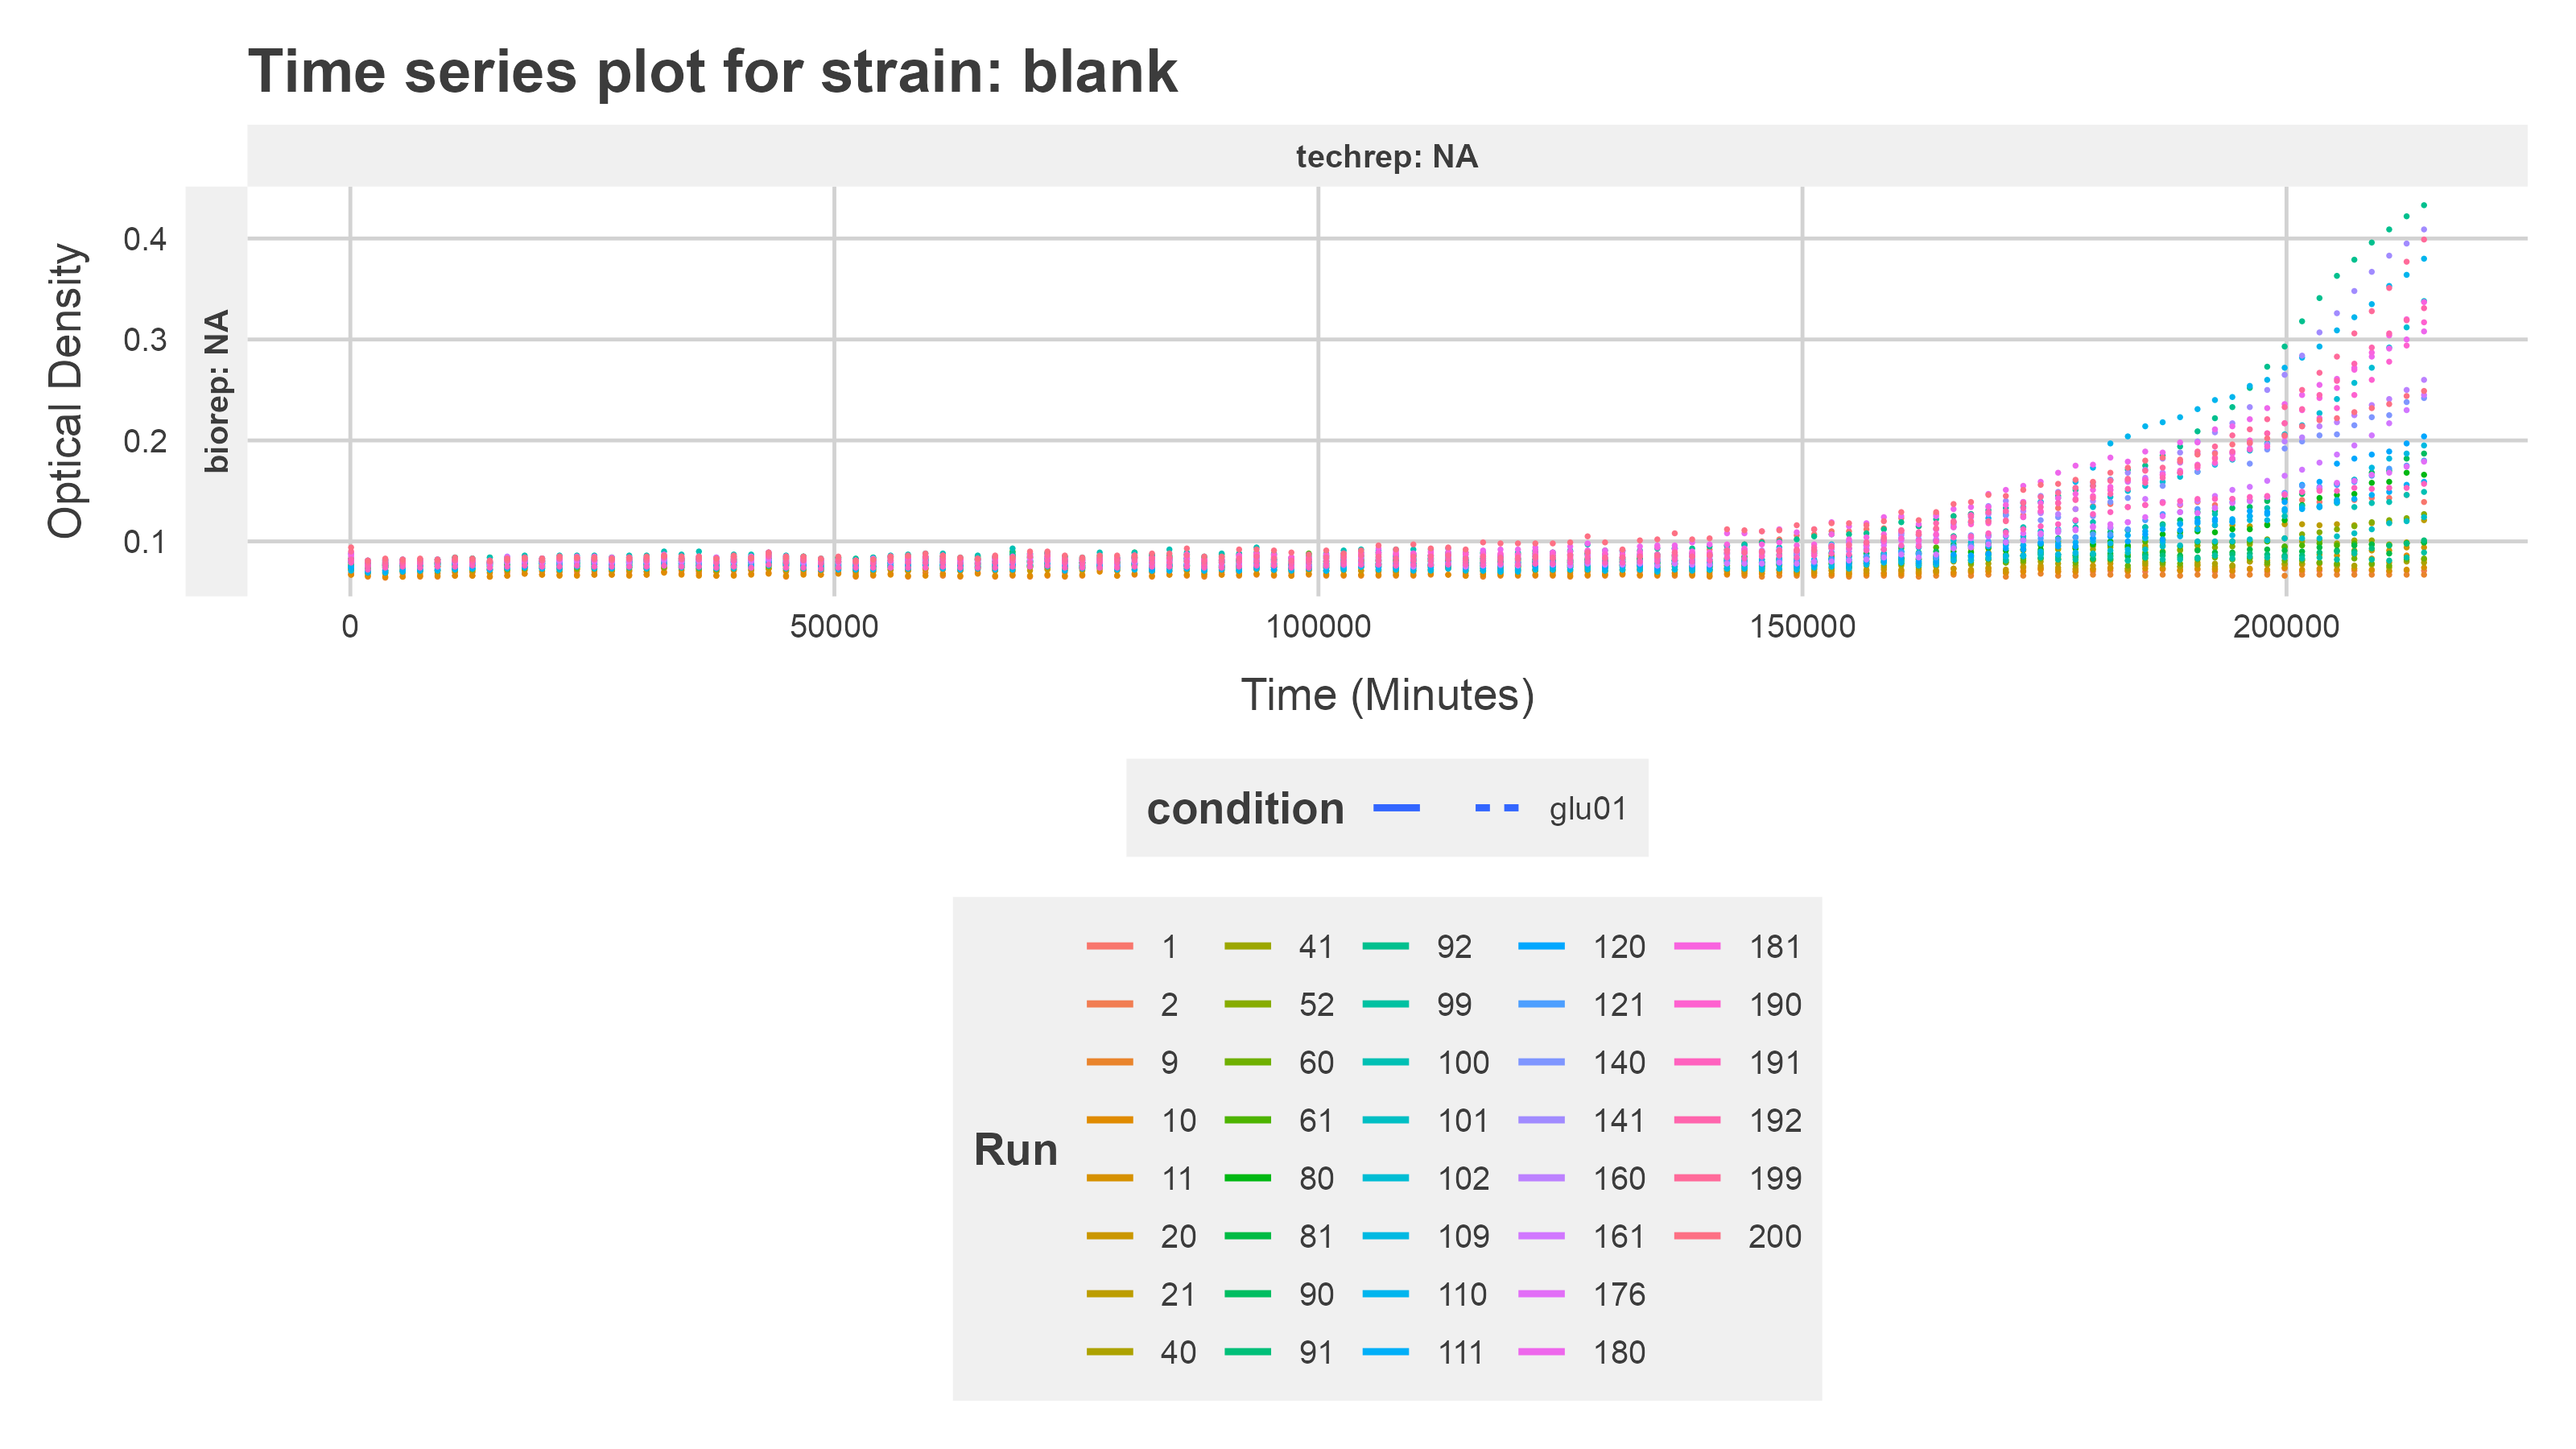 Time series plot for strain: blank
techrep: NA
biorep: NA
Optical Density
0.4
0.3
0.2
0.1
0 50000 100000 150000 200000
Time (Minutes)
condition glu01
Run
1 41 92 120 181
2 52 99 121 190
9 60 100 140 191
10 61 101 141 192
11 80 102 160 199
20 81 109 161 200
21 90 110 176
40 91 111 180